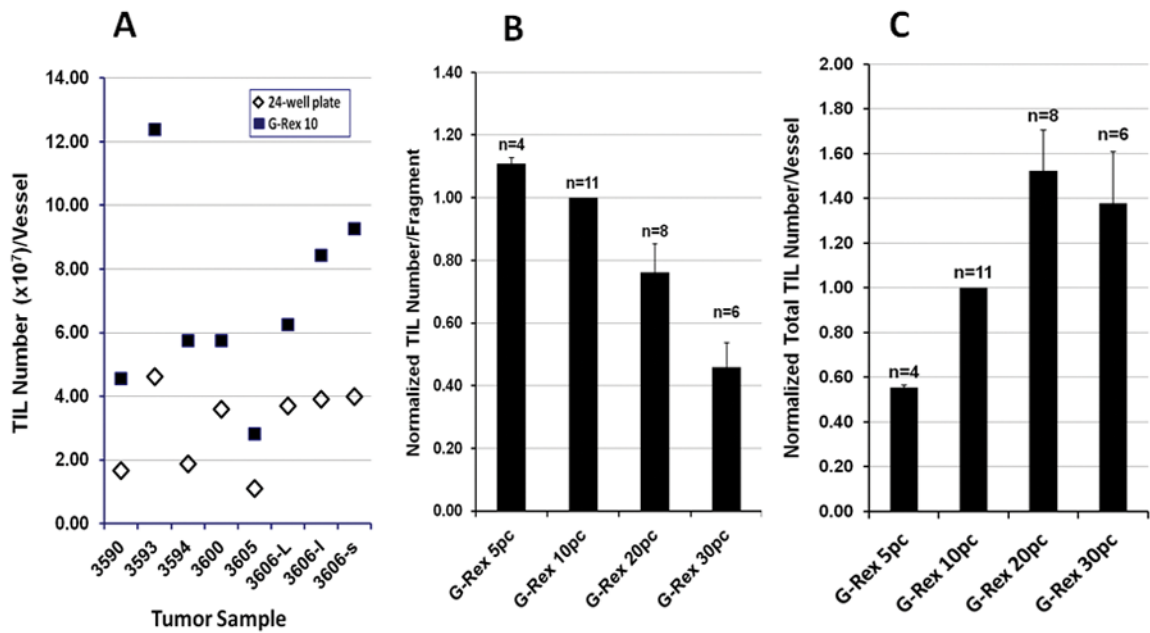 A
TIL Number (x10⁷)/Vessel
14.00
12.00
10.00
8.00
6.00
4.00
2.00
0.00
24-well plate
G-Rex 10
3590
3593
3594
3600
3605
3606-L
3606-I
3606-s
Tumor Sample
B
Normalized TIL Number/Fragment
1.40
1.20
1.00
0.80
0.60
0.40
0.20
0.00
n=4
n=11
n=8
n=6
G-Rex 5pc
G-Rex 10pc
G-Rex 20pc
G-Rex 30pc
C
Normalized Total TIL Number/Vessel
2.00
1.80
1.60
1.40
1.20
1.00
0.80
0.60
0.40
0.20
0.00
n=4
n=11
n=8
n=6
G-Rex 5pc
G-Rex 10pc
G-Rex 20pc
G-Rex 30pc